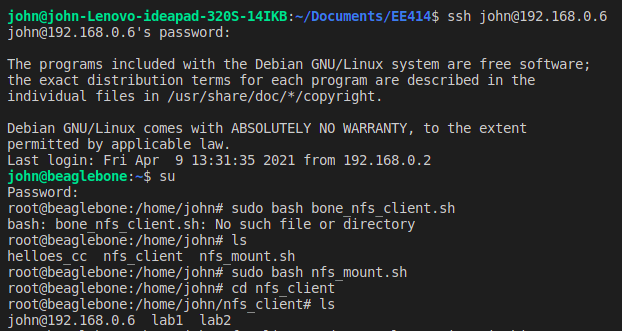 john@john-Lenovo-ideapad-320S-14IKB:~/Documents/EE414$ ssh john@192.168.0.6
john@192.168.0.6's password:
The programs included with the Debian GNU/Linux system are free software;
the exact distribution terms for each program are described in the
individual files in /usr/share/doc/*/copyright.
Debian GNU/Linux comes with ABSOLUTELY NO WARRANTY, to the extent
permitted by applicable law.
Last login: Fri Apr  9 13:31:35 2021 from 192.168.0.2
john@beaglebone:~$ su
Password:
root@beaglebone:/home/john# sudo bash bone_nfs_client.sh
bash: bone_nfs_client.sh: No such file or directory
root@beaglebone:/home/john# ls
helloes_cc  nfs_client  nfs_mount.sh
root@beaglebone:/home/john# sudo bash nfs_mount.sh
root@beaglebone:/home/john# cd nfs_client
root@beaglebone:/home/john/nfs_client# ls
john@192.168.0.6  lab1  lab2